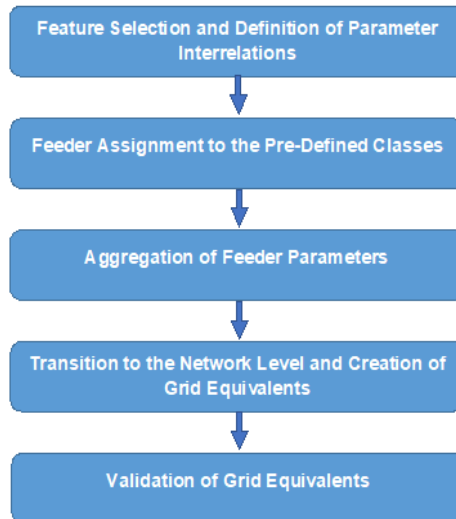 Feature Selection and Definition of Parameter
Interrelations
Feeder Assignment to the Pre-Defined Classes
Aggregation of Feeder Parameters
Transition to the Network Level and Creation of
Grid Equivalents
Validation of Grid Equivalents